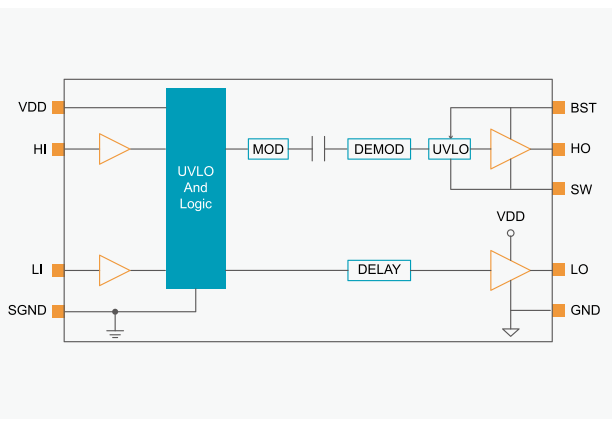 VDD
BST
HI
UVLO
And
Logic
MOD
DEMOD
UVLO
HO
SW
VDD
LI
DELAY
LO
SGND
GND